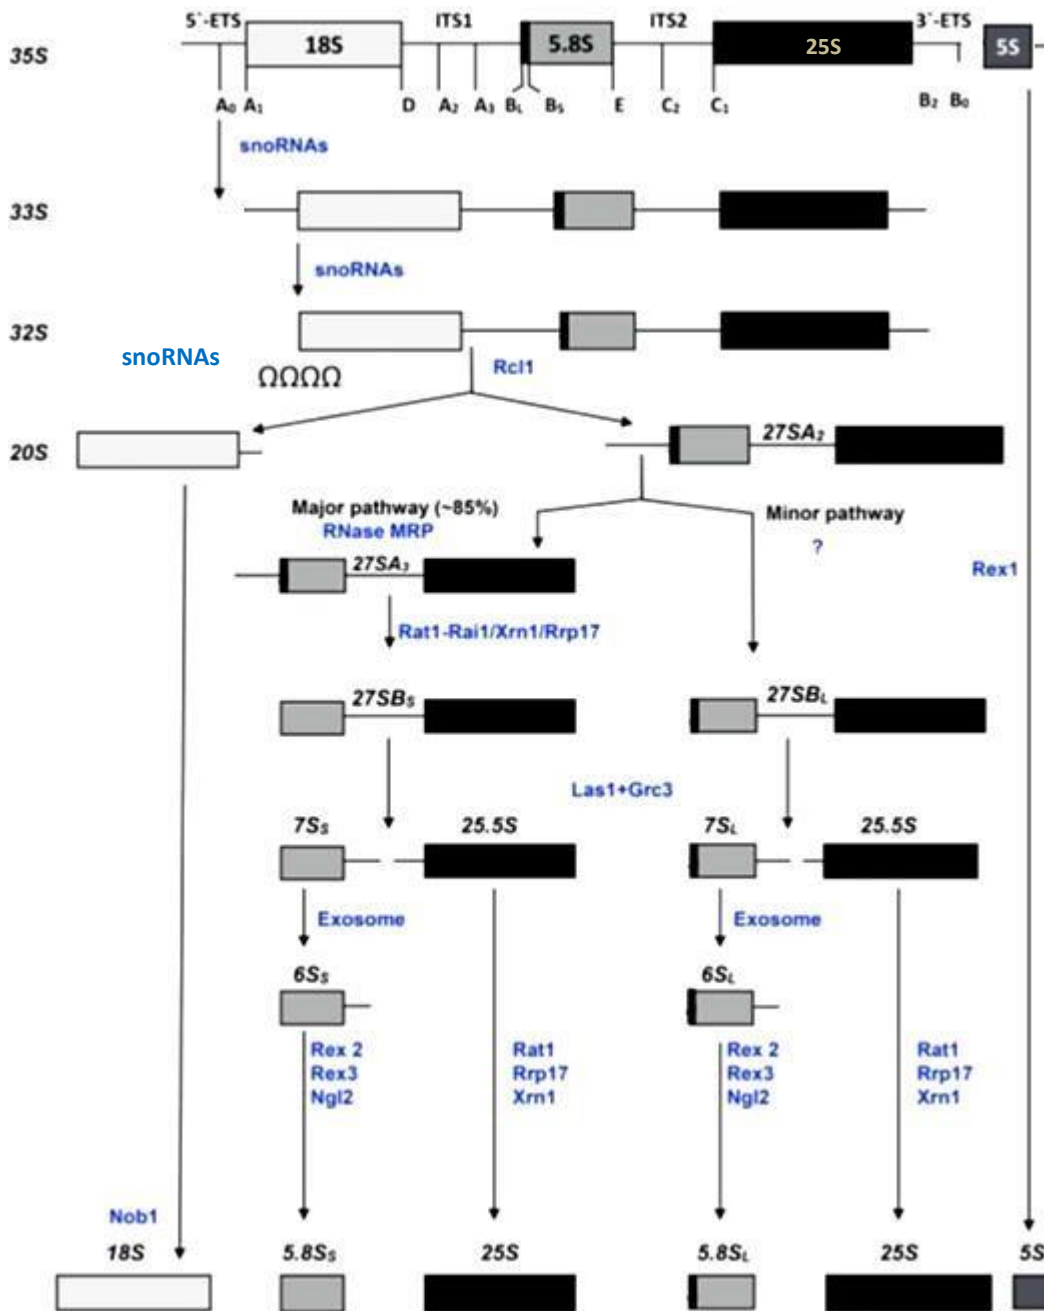 5`-ETS ITS1 ITS2 3`-ETS
35S 18S 5.8S 25S 5S
A₀ A₁ D A₂ A₃ B_L B_S E C₂ C₁ B₂ B₀
snoRNAs
33S
snoRNAs
32S
snoRNAs
Rcl1
ΩΩΩΩ
20S 27SA₂
Major pathway (~85%) Minor pathway
RNase MRP ?
27SA₃ Rex1
Rat1-Rai1/Xrn1/Rrp17
27SB_S 27SB_L
Las1+Grc3
7S_S 25.5S 7S_L 25.5S
Exosome Exosome
6S_S 6S_L
Rex 2 Rat1 Rex 2 Rat1
Rex3 Rrp17 Rex3 Rrp17
Ngl2 Xrn1 Ngl2 Xrn1
Nob1
18S 5.8S_S 25S 5.8S_L 25S 5S